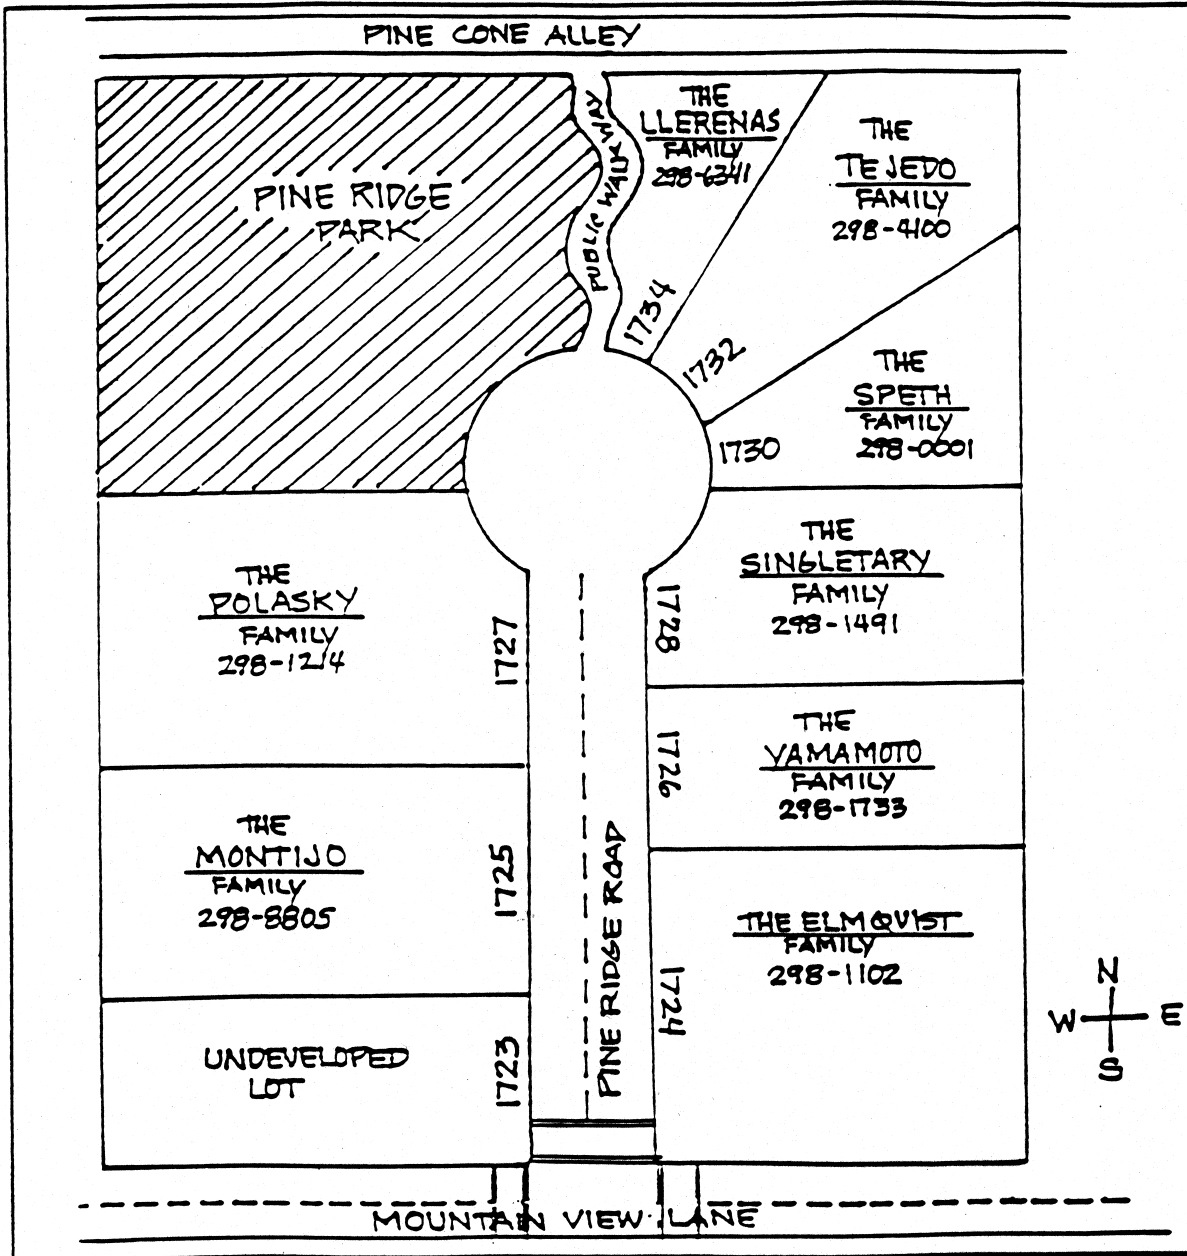 PINE CONE ALLEY
PINE RIDGE
PARK
PUBLIC WALKWAY
THE
LLERENAS
FAMILY
298-6341
1734
THE
TEJEDO
FAMILY
298-4100
1732
THE
SPETH
FAMILY
298-0001
1730
THE
POLASKY
FAMILY
298-1214
1727
THE
SINGLETARY
FAMILY
298-1491
1728
THE
YAMAMOTO
FAMILY
298-1733
1726
THE
MONTIJO
FAMILY
298-8805
1725
PINE RIDGE ROAD
THE ELMQVIST
FAMILY
298-1102
1724
UNDEVELOPED
LOT
1723
N
W
E
S
MOUNTAIN VIEW LANE